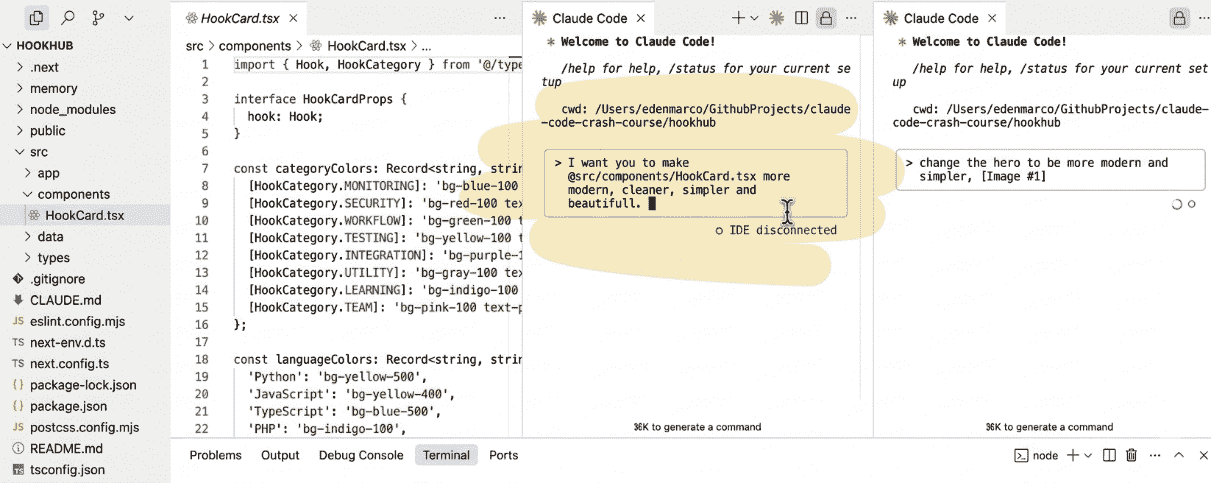 HOOKHUB
.next
memory
node_modules
public
src
app
components
HookCard.tsx
data
types
.gitignore
CLAUDE.md
JS eslint.config.mjs
TS next-env.d.ts
TS next.config.ts
{} package-lock.json
{} package.json
JS postcss.config.mjs
README.md
tsconfig.json
HookCard.tsx
src > components > HookCard.tsx > ...
1 import { Hook, HookCategory } from '@/type
2
3 interface HookCardProps {
4 hook: Hook;
5 }
6
7 const categoryColors: Record<string, strin
8 [HookCategory.MONITORING]: 'bg-blue-100
9 [HookCategory.SECURITY]: 'bg-red-100 tex
10 [HookCategory.WORKFLOW]: 'bg-green-100 t
11 [HookCategory.TESTING]: 'bg-yellow-100 t
12 [HookCategory.INTEGRATION]: 'bg-purple-1
13 [HookCategory.UTILITY]: 'bg-gray-100 tex
14 [HookCategory.LEARNING]: 'bg-indigo-100
15 [HookCategory.TEAM]: 'bg-pink-100 text-p
16 };
17
18 const languageColors: Record<string, strin
19 'Python': 'bg-yellow-500',
20 'JavaScript': 'bg-yellow-400',
21 'TypeScript': 'bg-blue-500',
22 'PHP': 'bg-indigo-100',
Claude Code
* Welcome to Claude Code!
/help for help, /status for your current se
tup
cwd: /Users/edenmarco/GithubProjects/claude
-code-crash-course/hookhub
> I want you to make
@src/components/HookCard.tsx more
modern, cleaner, simpler and
beautifull.
IDE disconnected
⌘K to generate a command
Claude Code
* Welcome to Claude Code!
/help for help, /status for your current set
up
cwd: /Users/edenmarco/GithubProjects/claude-
code-crash-course/hookhub
> change the hero to be more modern and
simpler, [Image #1]
⌘K to generate a command
Problems Output Debug Console Terminal Ports
node